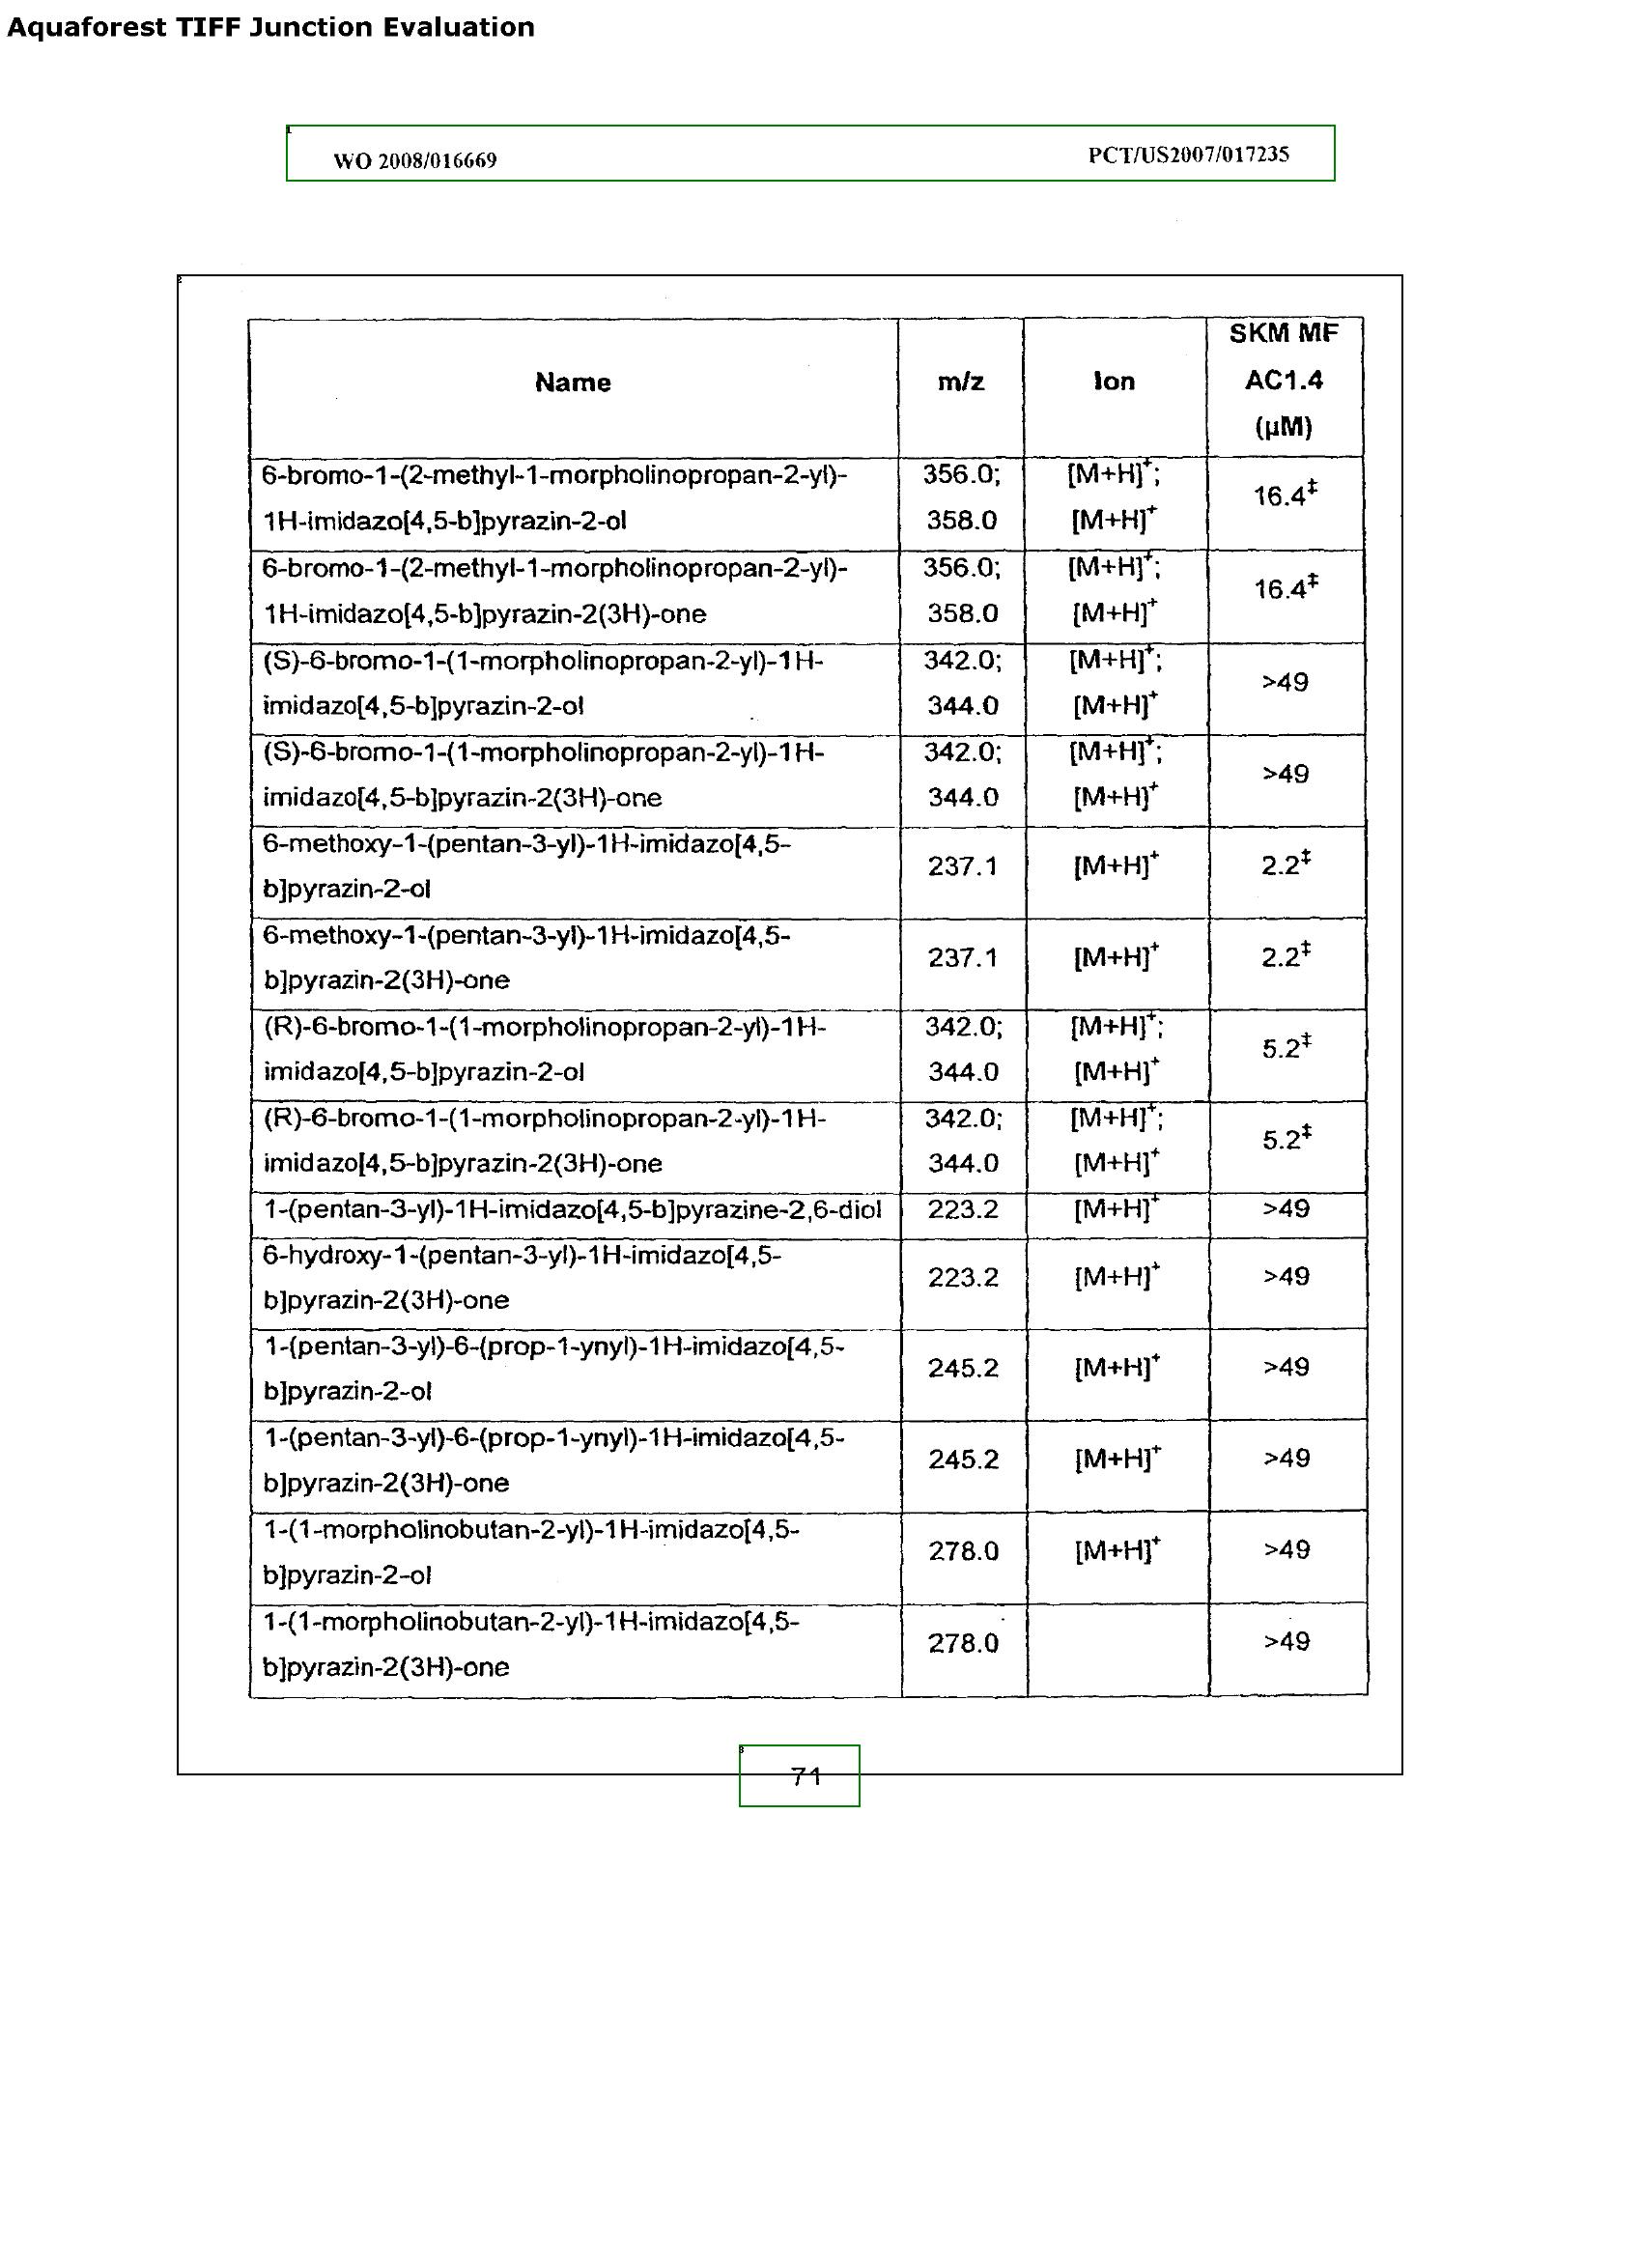 Aquaforest TIFF Junction Evaluation
1
WO 2008/016669 PCT/US2007/017235
2
Name m/z Ion SKM MF
AC1.4
(µM)
6-bromo-1-(2-methyl-1-morpholinopropan-2-yl)- 356.0; [M+H]⁺; 16.4‡
1H-imidazo[4,5-b]pyrazin-2-ol 358.0 [M+H]⁺
6-bromo-1-(2-methyl-1-morpholinopropan-2-yl)- 356.0; [M+H]⁺; 16.4‡
1H-imidazo[4,5-b]pyrazin-2(3H)-one 358.0 [M+H]⁺
(S)-6-bromo-1-(1-morpholinopropan-2-yl)-1H- 342.0; [M+H]⁺; >49
imidazo[4,5-b]pyrazin-2-ol 344.0 [M+H]⁺
(S)-6-bromo-1-(1-morpholinopropan-2-yl)-1H- 342.0; [M+H]⁺; >49
imidazo[4,5-b]pyrazin-2(3H)-one 344.0 [M+H]⁺
6-methoxy-1-(pentan-3-yl)-1H-imidazo[4,5- 237.1 [M+H]⁺ 2.2‡
b]pyrazin-2-ol
6-methoxy-1-(pentan-3-yl)-1H-imidazo[4,5- 237.1 [M+H]⁺ 2.2‡
b]pyrazin-2(3H)-one
(R)-6-bromo-1-(1-morpholinopropan-2-yl)-1H- 342.0; [M+H]⁺; 5.2‡
imidazo[4,5-b]pyrazin-2-ol 344.0 [M+H]⁺
(R)-6-bromo-1-(1-morpholinopropan-2-yl)-1H- 342.0; [M+H]⁺; 5.2‡
imidazo[4,5-b]pyrazin-2(3H)-one 344.0 [M+H]⁺
1-(pentan-3-yl)-1H-imidazo[4,5-b]pyrazine-2,6-diol 223.2 [M+H]⁺ >49
6-hydroxy-1-(pentan-3-yl)-1H-imidazo[4,5- 223.2 [M+H]⁺ >49
b]pyrazin-2(3H)-one
1-(pentan-3-yl)-6-(prop-1-ynyl)-1H-imidazo[4,5- 245.2 [M+H]⁺ >49
b]pyrazin-2-ol
1-(pentan-3-yl)-6-(prop-1-ynyl)-1H-imidazo[4,5- 245.2 [M+H]⁺ >49
b]pyrazin-2(3H)-one
1-(1-morpholinobutan-2-yl)-1H-imidazo[4,5- 278.0 [M+H]⁺ >49
b]pyrazin-2-ol
1-(1-morpholinobutan-2-yl)-1H-imidazo[4,5- 278.0 >49
b]pyrazin-2(3H)-one
3
71